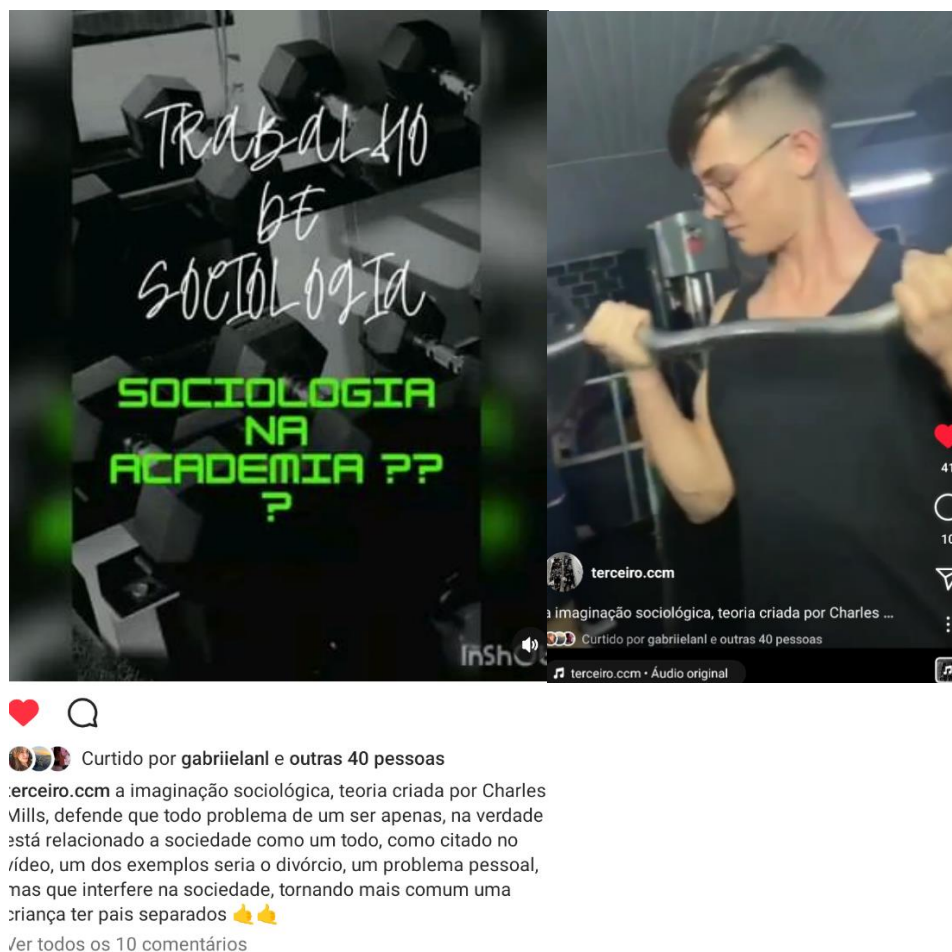 TRABALHO
DE
SOCIOLOGIA
SOCIOLOGIA
NA
ACADEMIA ??
?
InSho
terceiro.ccm
a imaginação sociológica, teoria criada por Charles ...
Curtido por gabriielanl e outras 40 pessoas
terceiro.ccm • Áudio original
41
10
Curtido por gabriielanl e outras 40 pessoas
terceiro.ccm a imaginação sociológica, teoria criada por Charles
Mills, defende que todo problema de um ser apenas, na verdade
está relacionado a sociedade como um todo, como citado no
vídeo, um dos exemplos seria o divórcio, um problema pessoal,
mas que interfere na sociedade, tornando mais comum uma
criança ter pais separados 🤙🤙
Ver todos os 10 comentários